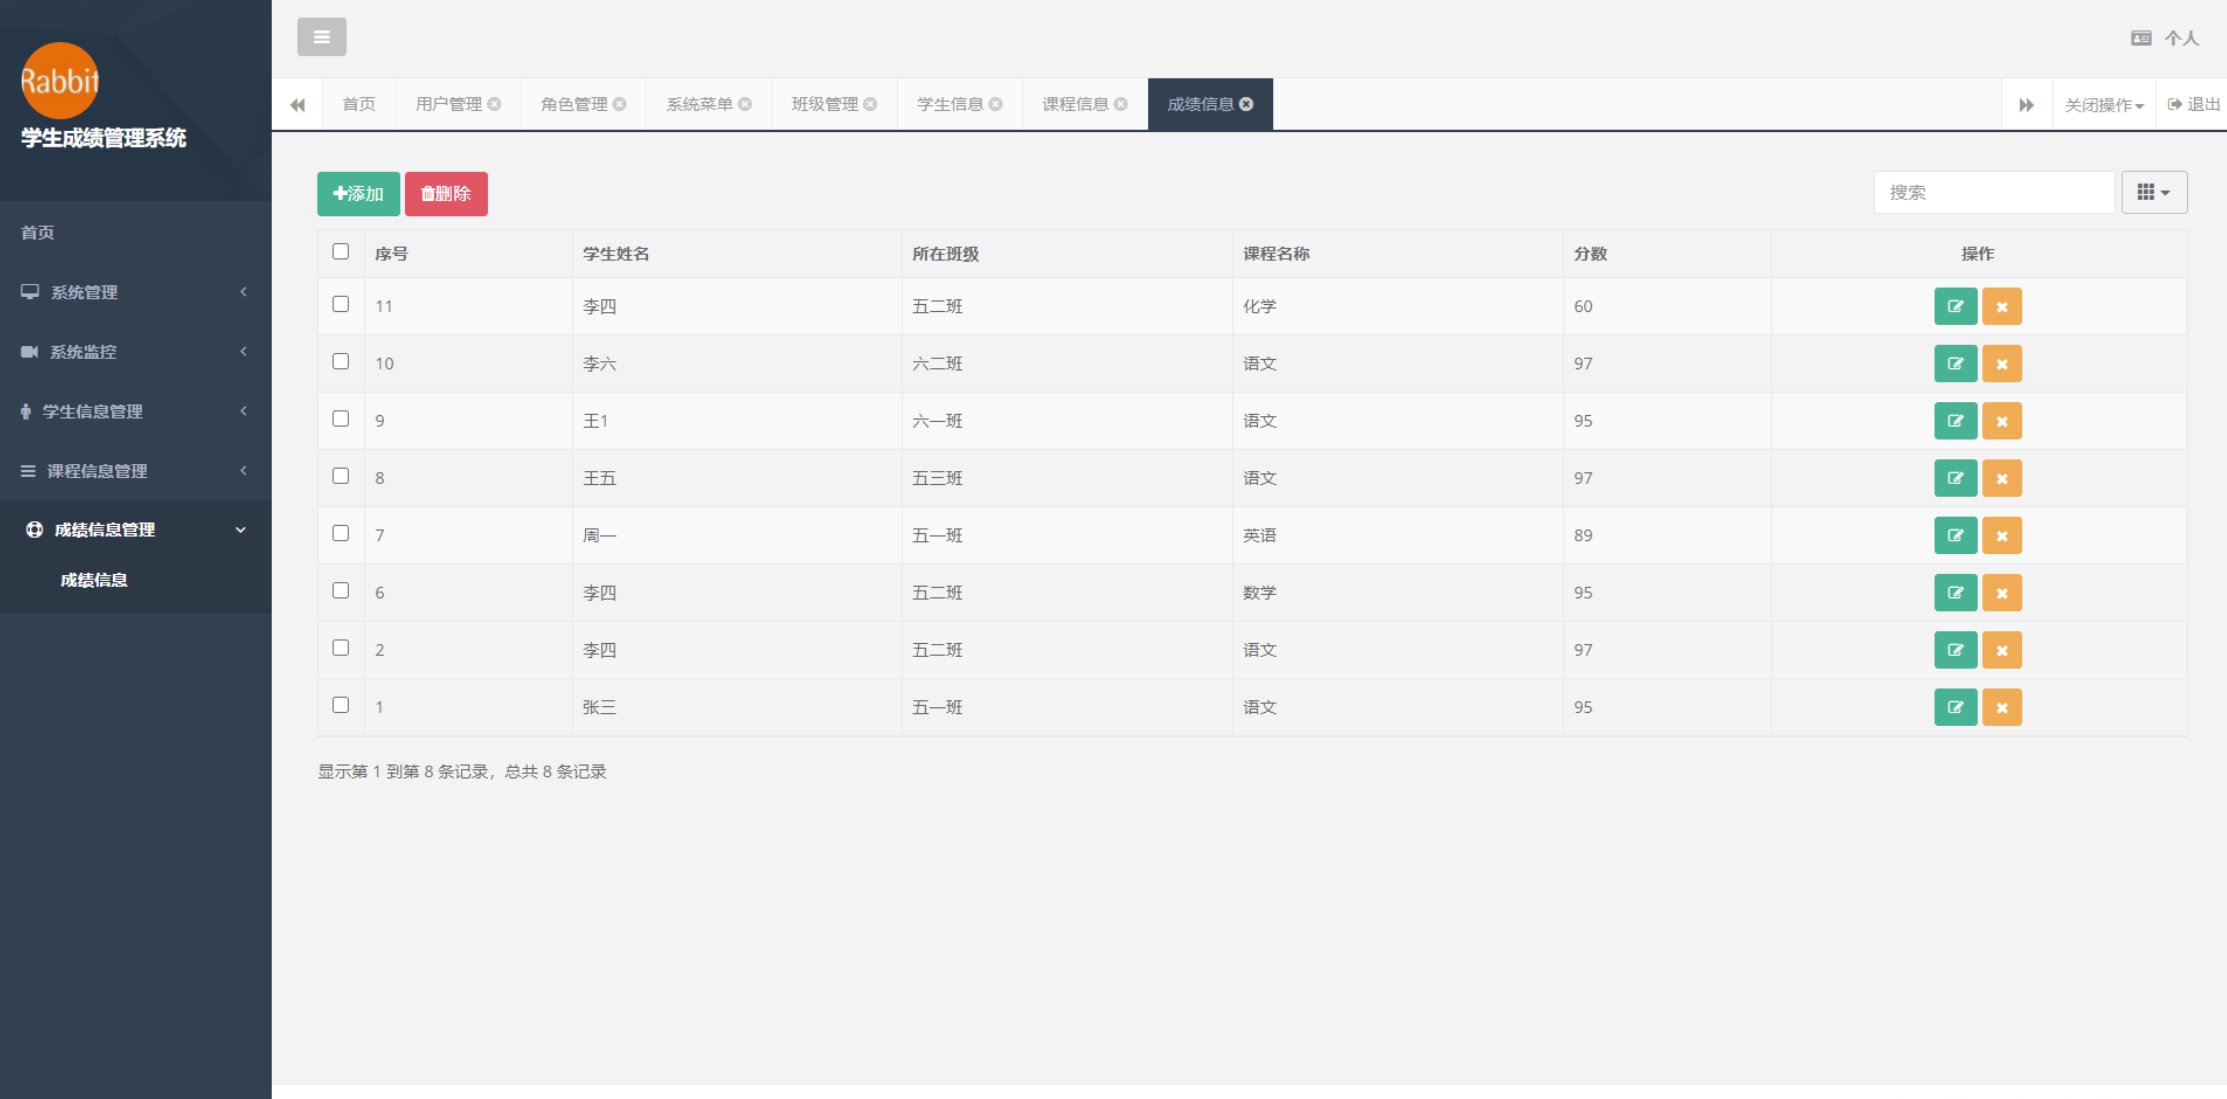 Rabbit
学生成绩管理系统
首页
系统管理
系统监控
学生信息管理
课程信息管理
成绩信息管理
成绩信息
个人
首页 用户管理 角色管理 系统菜单 班级管理 学生信息 课程信息 成绩信息 关闭操作 退出
添加 删除 搜索
序号 学生姓名 所在班级 课程名称 分数 操作
11 李四 五二班 化学 60
10 李六 六二班 语文 97
9 王1 六一班 语文 95
8 王五 五三班 语文 97
7 周一 五一班 英语 89
6 李四 五二班 数学 95
2 李四 五二班 语文 97
1 张三 五一班 语文 95
显示第 1 到第 8 条记录，总共 8 条记录